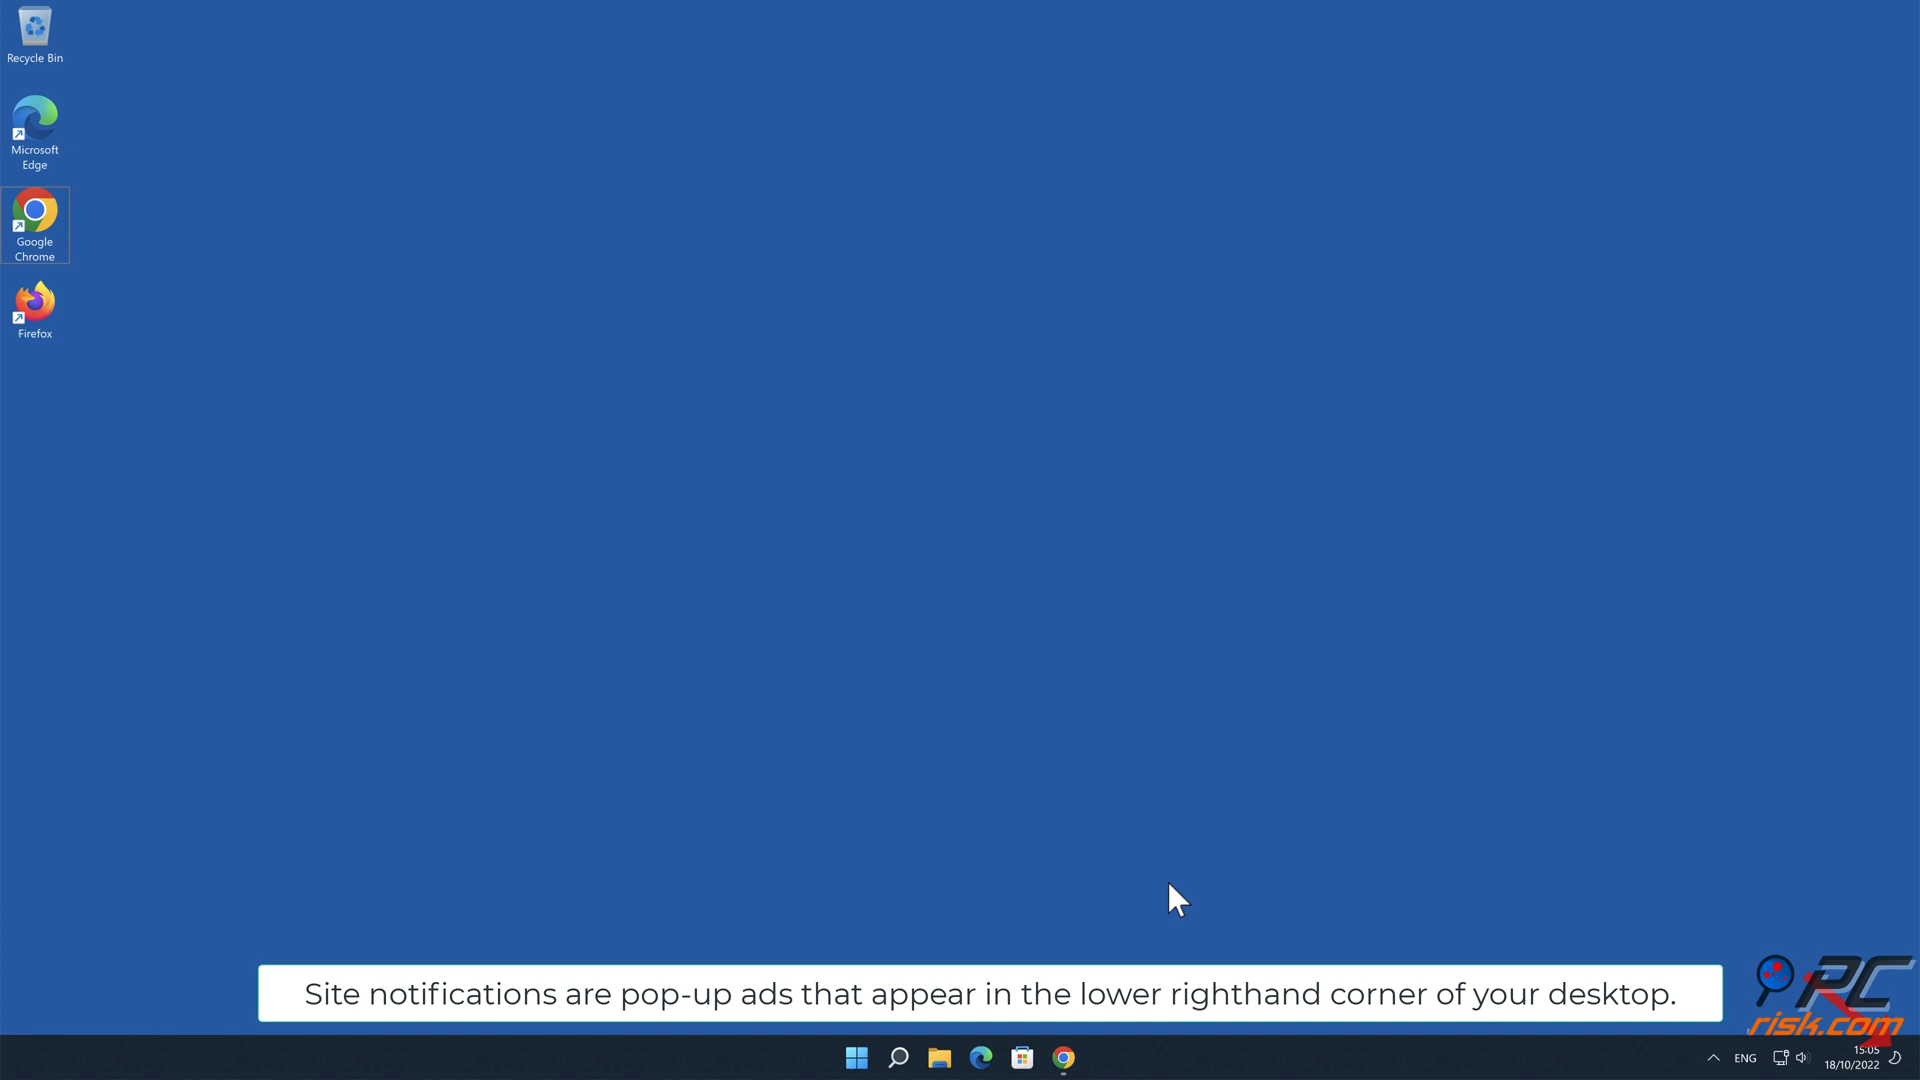 Recycle Bin
Microsoft
Edge
Google
Chrome
Firefox
Site notifications are pop-up ads that appear in the lower righthand corner of your desktop.
PC
risk.com
ENG
15:05
18/10/2022